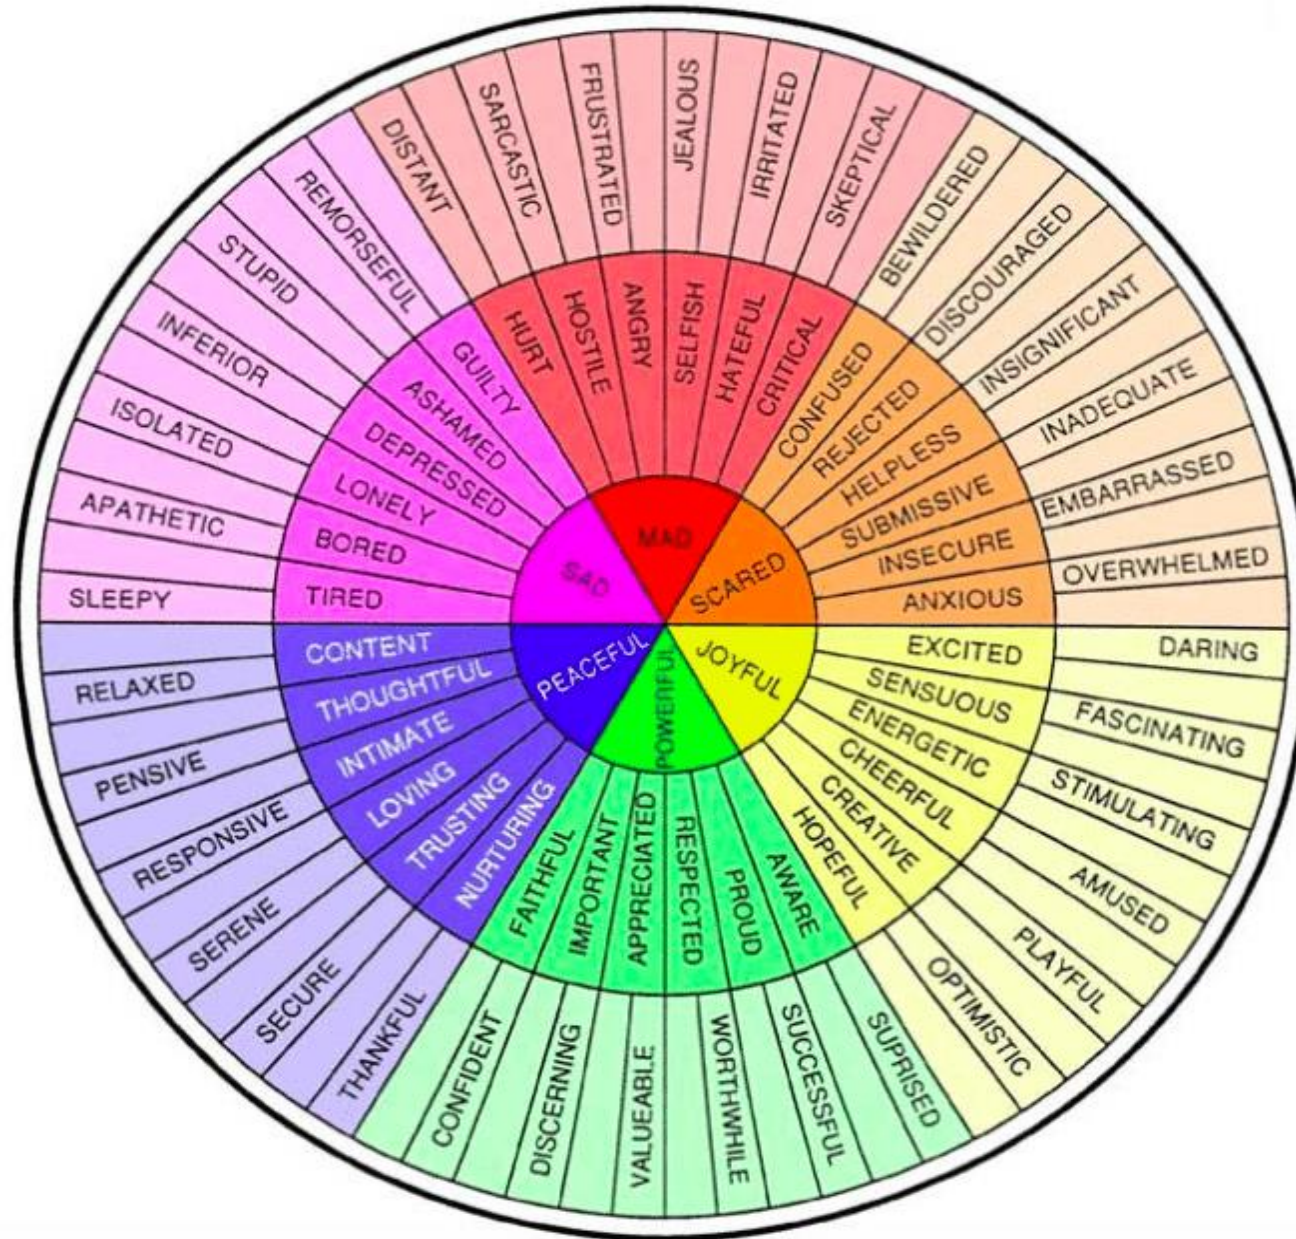 MAD
SCARED
JOYFUL
POWERFUL
PEACEFUL
SAD
HURT
HOSTILE
ANGRY
SELFISH
HATEFUL
CRITICAL
CONFUSED
REJECTED
HELPLESS
SUBMISSIVE
INSECURE
ANXIOUS
EXCITED
SENSUOUS
ENERGETIC
CHEERFUL
CREATIVE
HOPEFUL
AWARE
PROUD
RESPECTED
APPRECIATED
IMPORTANT
FAITHFUL
NURTURING
TRUSTING
LOVING
INTIMATE
THOUGHTFUL
CONTENT
TIRED
BORED
LONELY
DEPRESSED
ASHAMED
GUILTY
DISTANT
SARCASTIC
FRUSTRATED
JEALOUS
IRRITATED
SKEPTICAL
BEWILDERED
DISCOURAGED
INSIGNIFICANT
INADEQUATE
EMBARRASSED
OVERWHELMED
DARING
FASCINATING
STIMULATING
AMUSED
PLAYFUL
OPTIMISTIC
SUPRISED
SUCCESSFUL
WORTHWHILE
VALUEABLE
DISCERNING
CONFIDENT
THANKFUL
SECURE
SERENE
RESPONSIVE
PENSIVE
RELAXED
SLEEPY
APATHETIC
ISOLATED
INFERIOR
STUPID
REMORSEFUL